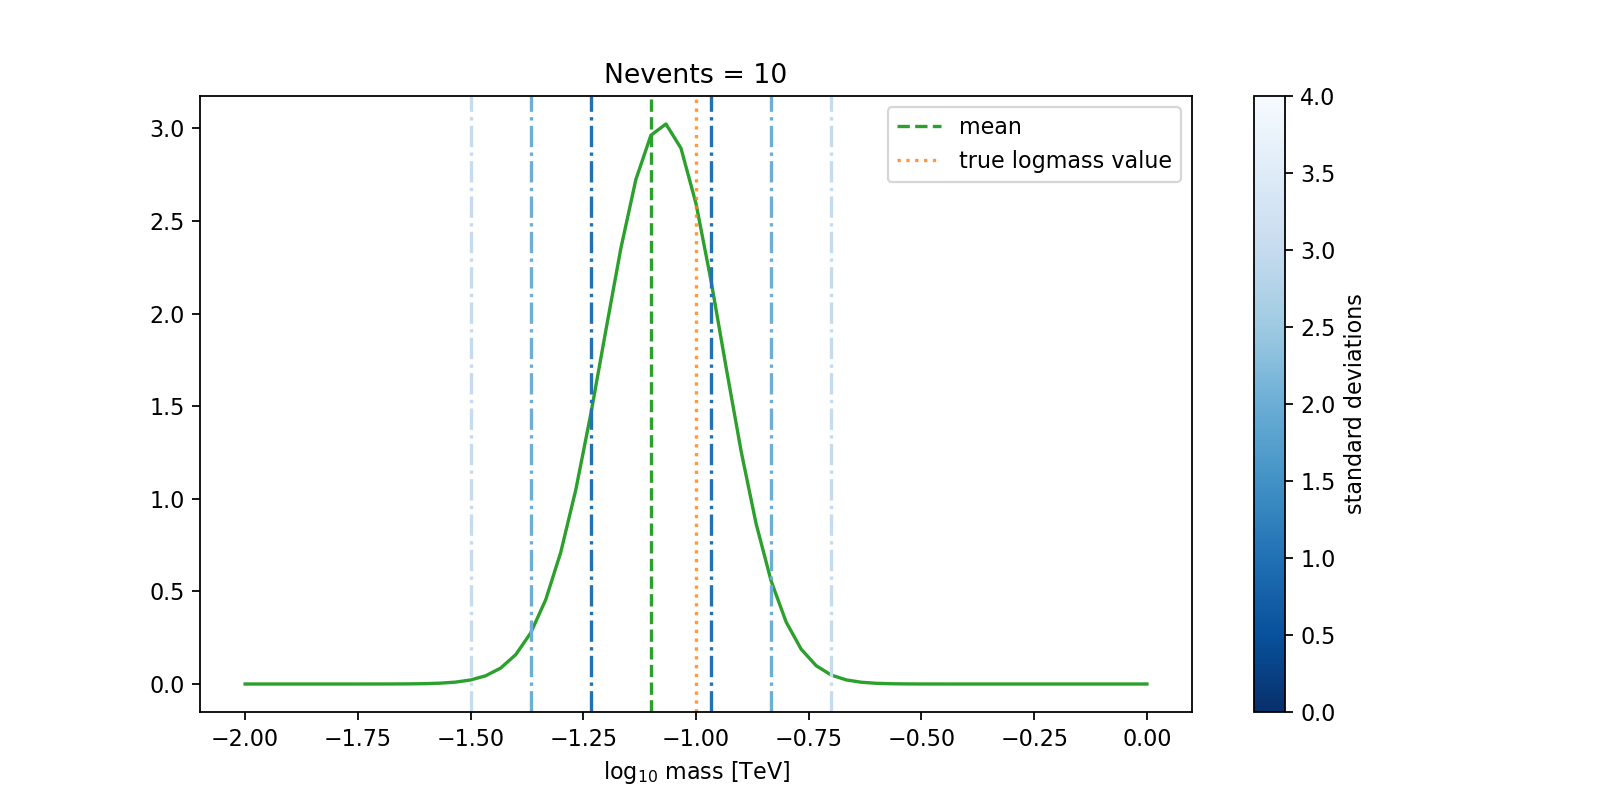 Nevents = 10
3.0
2.5
2.0
1.5
1.0
0.5
0.0
−2.00 −1.75 −1.50 −1.25 −1.00 −0.75 −0.50 −0.25 0.00
log₁₀ mass [TeV]
mean
true logmass value
4.0
3.5
3.0
2.5
2.0
1.5
1.0
0.5
0.0
standard deviations